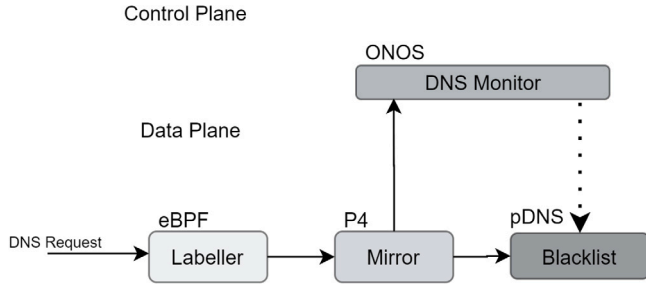 Control Plane
ONOS
DNS Monitor
Data Plane
eBPF
P4
pDNS
DNS Request
Labeller
Mirror
Blacklist